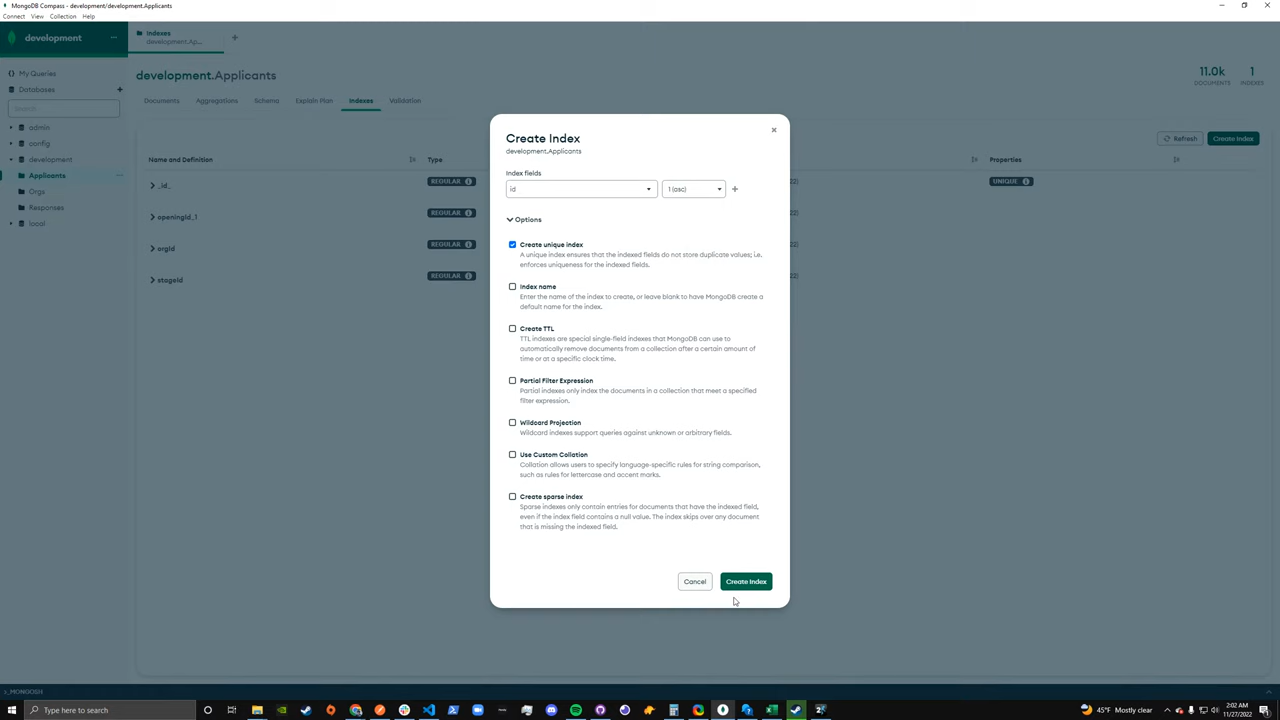 MongoDB Compass - development/development.Applicants
Connect View Collection Help
development
Indexes
development.Ap...
My Queries
Databases
Search
admin
config
development
Applicants
Orgs
Responses
local
development.Applicants
11.0k
DOCUMENTS
1
INDEXES
Documents Aggregations Schema Explain Plan Indexes Validation
Refresh
Create Index
Name and Definition
Type
Properties
_id_
REGULAR
22)
UNIQUE
openingId_1
REGULAR
22)
orgId
REGULAR
22)
stageId
REGULAR
22)
Create Index
development.Applicants
Index fields
id
1 (asc)
Options
Create unique index
A unique index ensures that the indexed fields do not store duplicate values; i.e.
enforces uniqueness for the indexed fields.
Index name
Enter the name of the index to create, or leave blank to have MongoDB create a
default name for the index.
Create TTL
TTL indexes are special single-field indexes that MongoDB can use to
automatically remove documents from a collection after a certain amount of
time or at a specific clock time.
Partial Filter Expression
Partial indexes only index the documents in a collection that meet a specified
filter expression.
Wildcard Projection
Wildcard indexes support queries against unknown or arbitrary fields.
Use Custom Collation
Collation allows users to specify language-specific rules for string comparison,
such as rules for lettercase and accent marks.
Create sparse index
Sparse indexes only contain entries for documents that have the indexed field,
even if the index field contains a null value. The index skips over any document
that is missing the indexed field.
Cancel
Create Index
>_MONGOSH
Type here to search
45°F Mostly clear
2:02 AM
11/27/2022